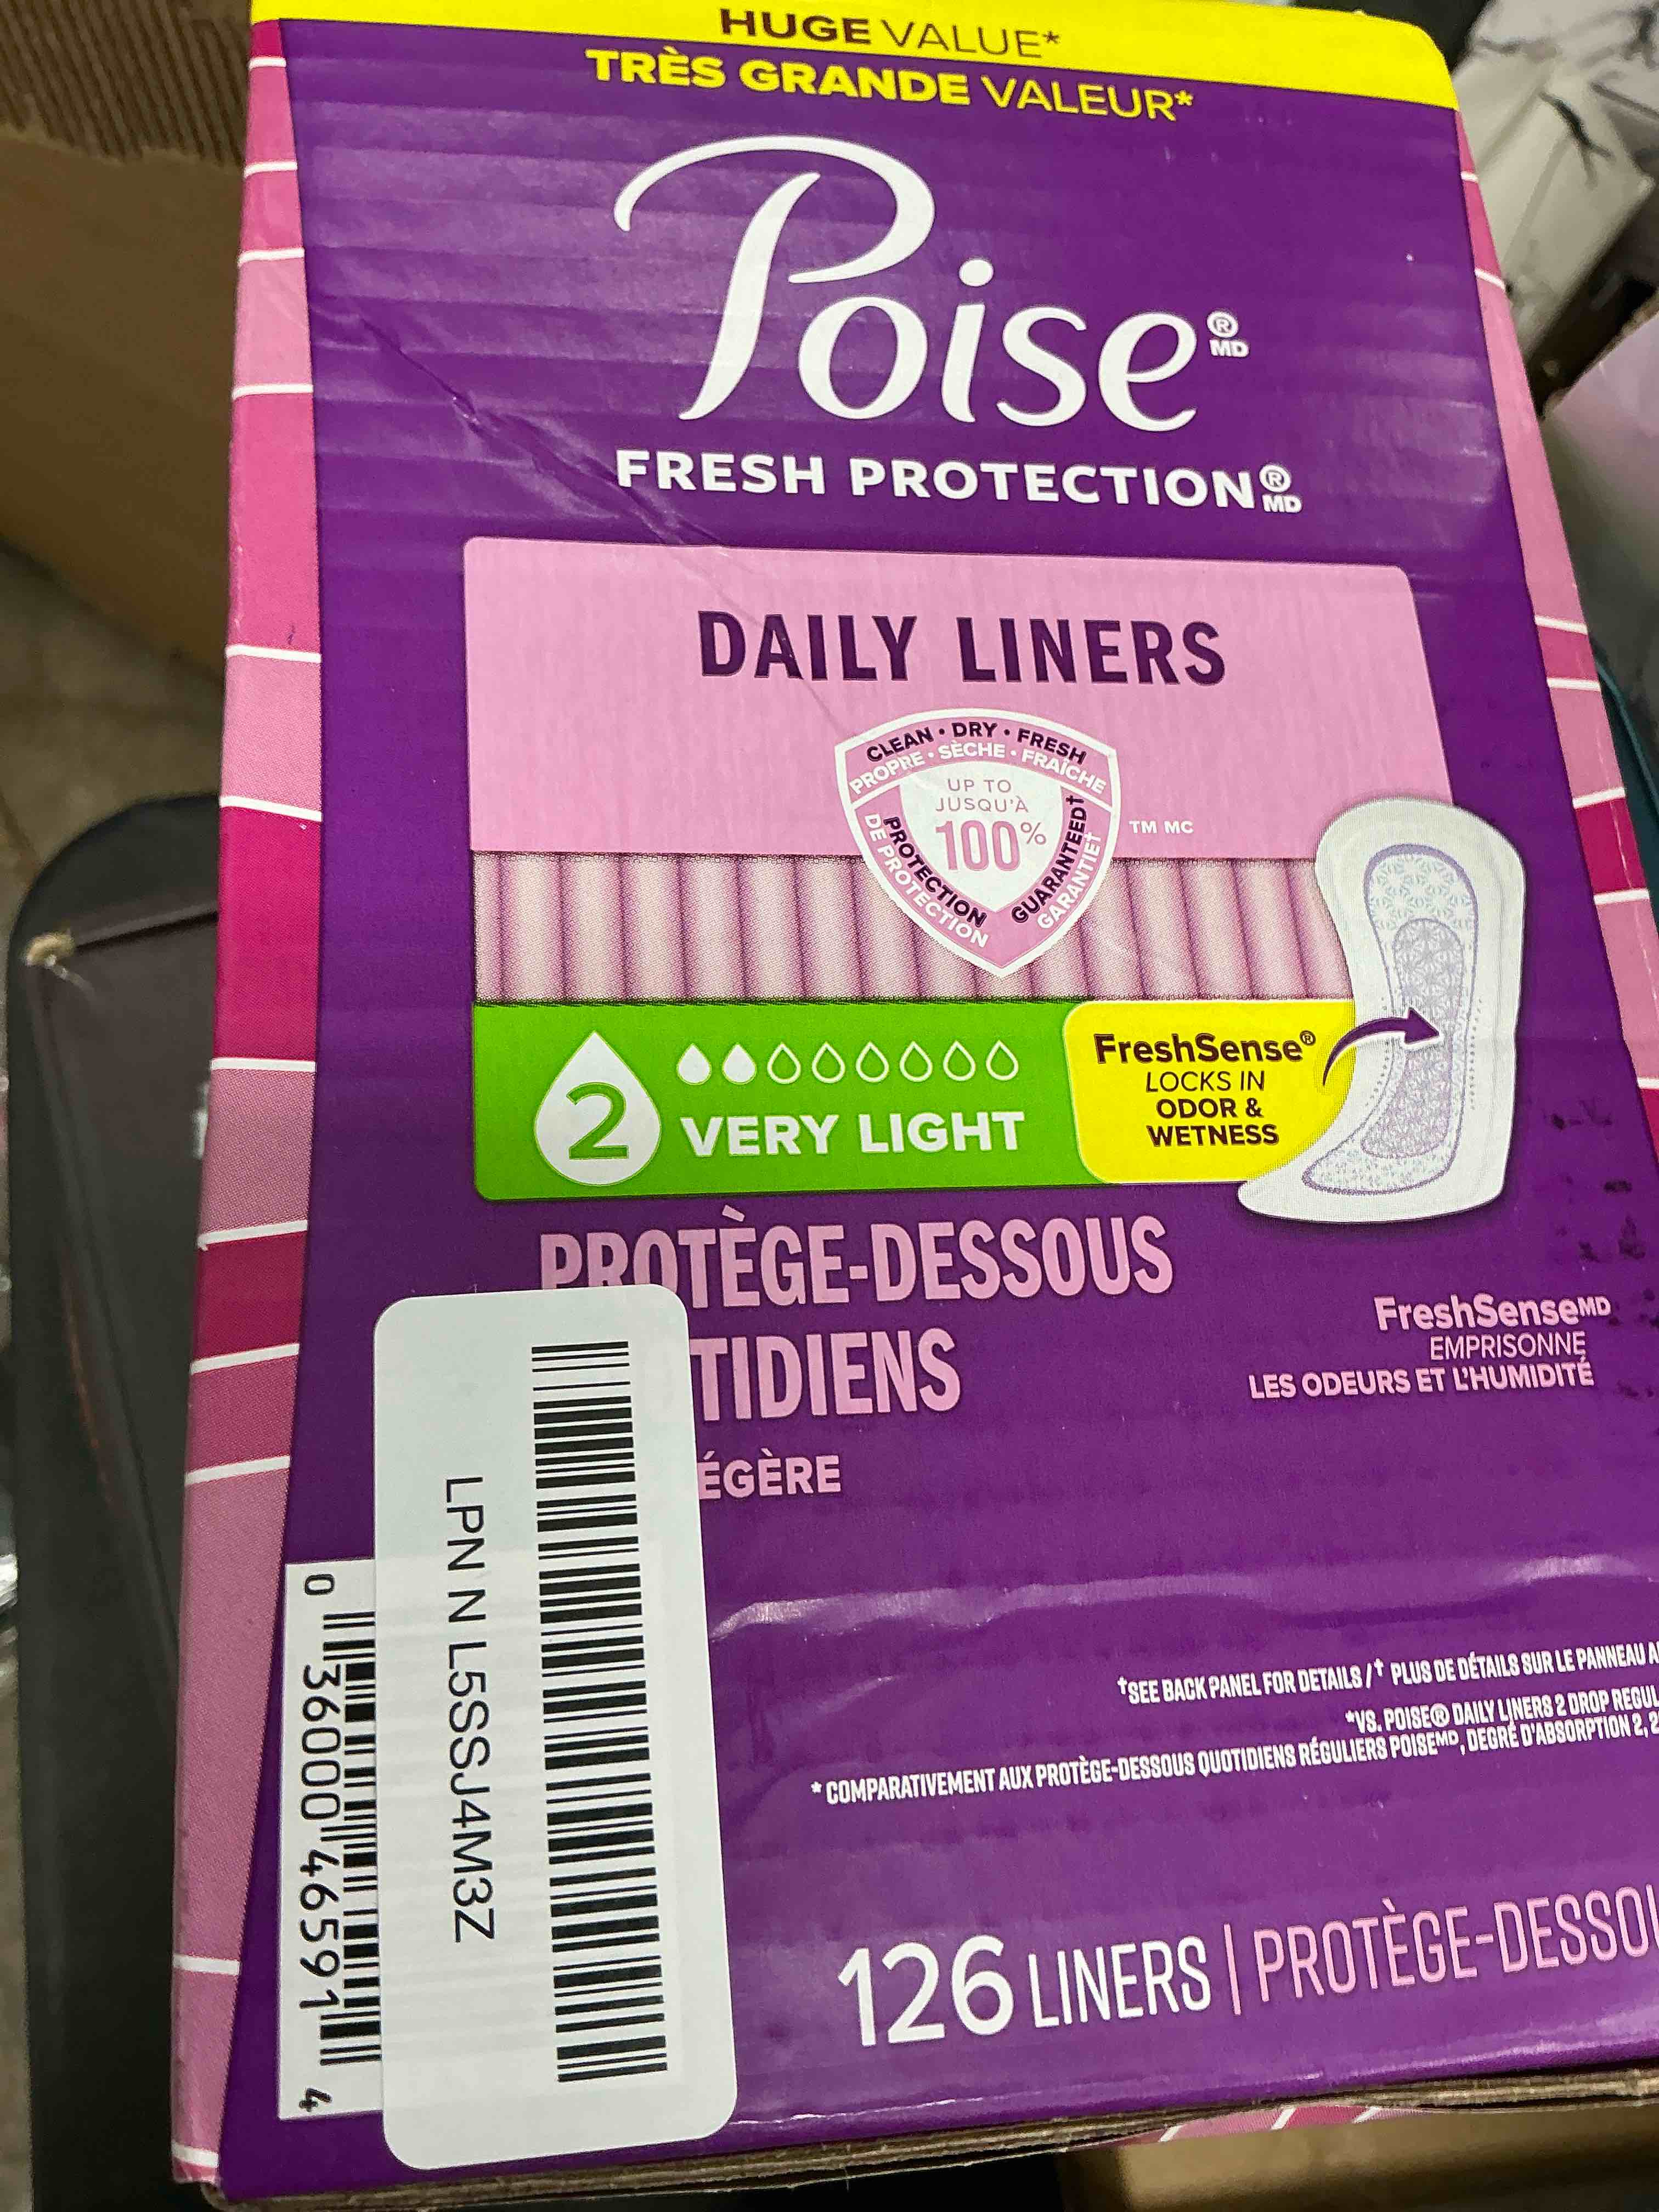 HUGE VALUE*
TRÈS GRANDE VALEUR*
Poise® MD
FRESH PROTECTION® MD
DAILY LINERS
CLEAN • DRY • FRESH
PROPRE • SÈCHE • FRAÎCHE
UP TO
JUSQU'À
100%
PROTECTION GUARANTEED†
DE PROTECTION GARANTIE†
TM MC
2
VERY LIGHT
FreshSense®
LOCKS IN
ODOR &
WETNESS
PROTÈGE-DESSOUS
TIDIENS
ÉGÈRE
FreshSenseMD
EMPRISONNE
LES ODEURS ET L'HUMIDITÉ
LPN N L5SSJ4M3Z
0 36000 46591 4
†SEE BACK PANEL FOR DETAILS / † PLUS DE DÉTAILS SUR LE PANNEAU A
*VS. POISE® DAILY LINERS 2 DROP REGUL
* COMPARATIVEMENT AUX PROTÈGE-DESSOUS QUOTIDIENS RÉGULIERS POISEMD, DEGRÉ D'ABSORPTION 2, 2
126 LINERS | PROTÈGE-DESSOU